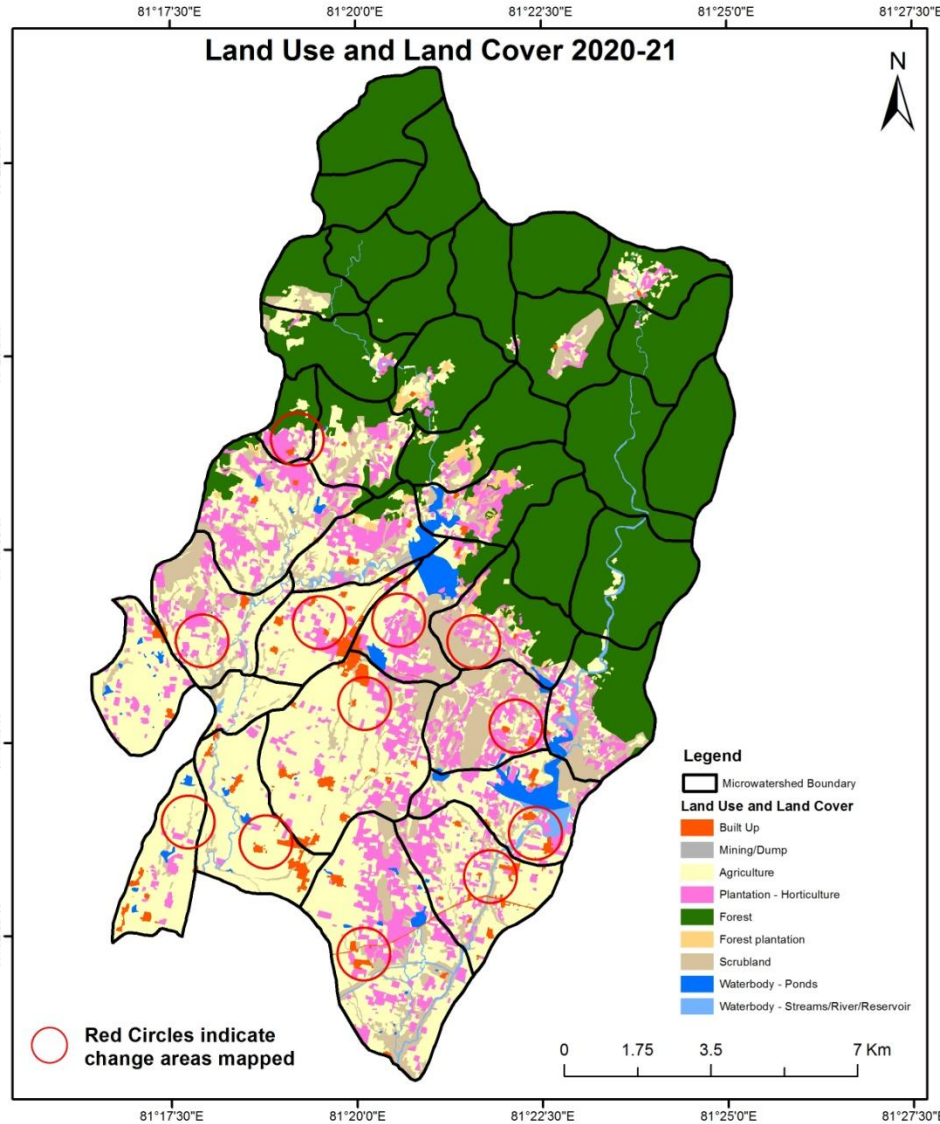 81°17'30"E 81°20'0"E 81°22'30"E 81°25'0"E 81°27'30"E
Land Use and Land Cover 2020-21
N
Legend
Microwatershed Boundary
Land Use and Land Cover
Built Up
Mining/Dump
Agriculture
Plantation - Horticulture
Forest
Forest plantation
Scrubland
Waterbody - Ponds
Waterbody - Streams/River/Reservoir
Red Circles indicate
change areas mapped
0 1.75 3.5 7 Km
81°17'30"E 81°20'0"E 81°22'30"E 81°25'0"E 81°27'30"E